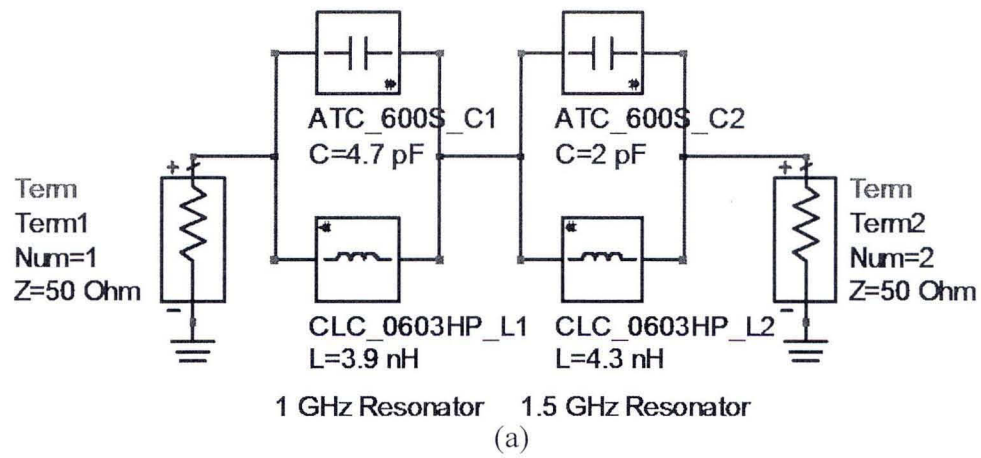 ATC_600S_C1
C=4.7 pF
ATC_600S_C2
C=2 pF
+
Term
Term1
Num=1
Z=50 Ohm
-
+
Term
Term2
Num=2
Z=50 Ohm
-
CLC_0603HP_L1
L=3.9 nH
CLC_0603HP_L2
L=4.3 nH
1 GHz Resonator
1.5 GHz Resonator
(a)